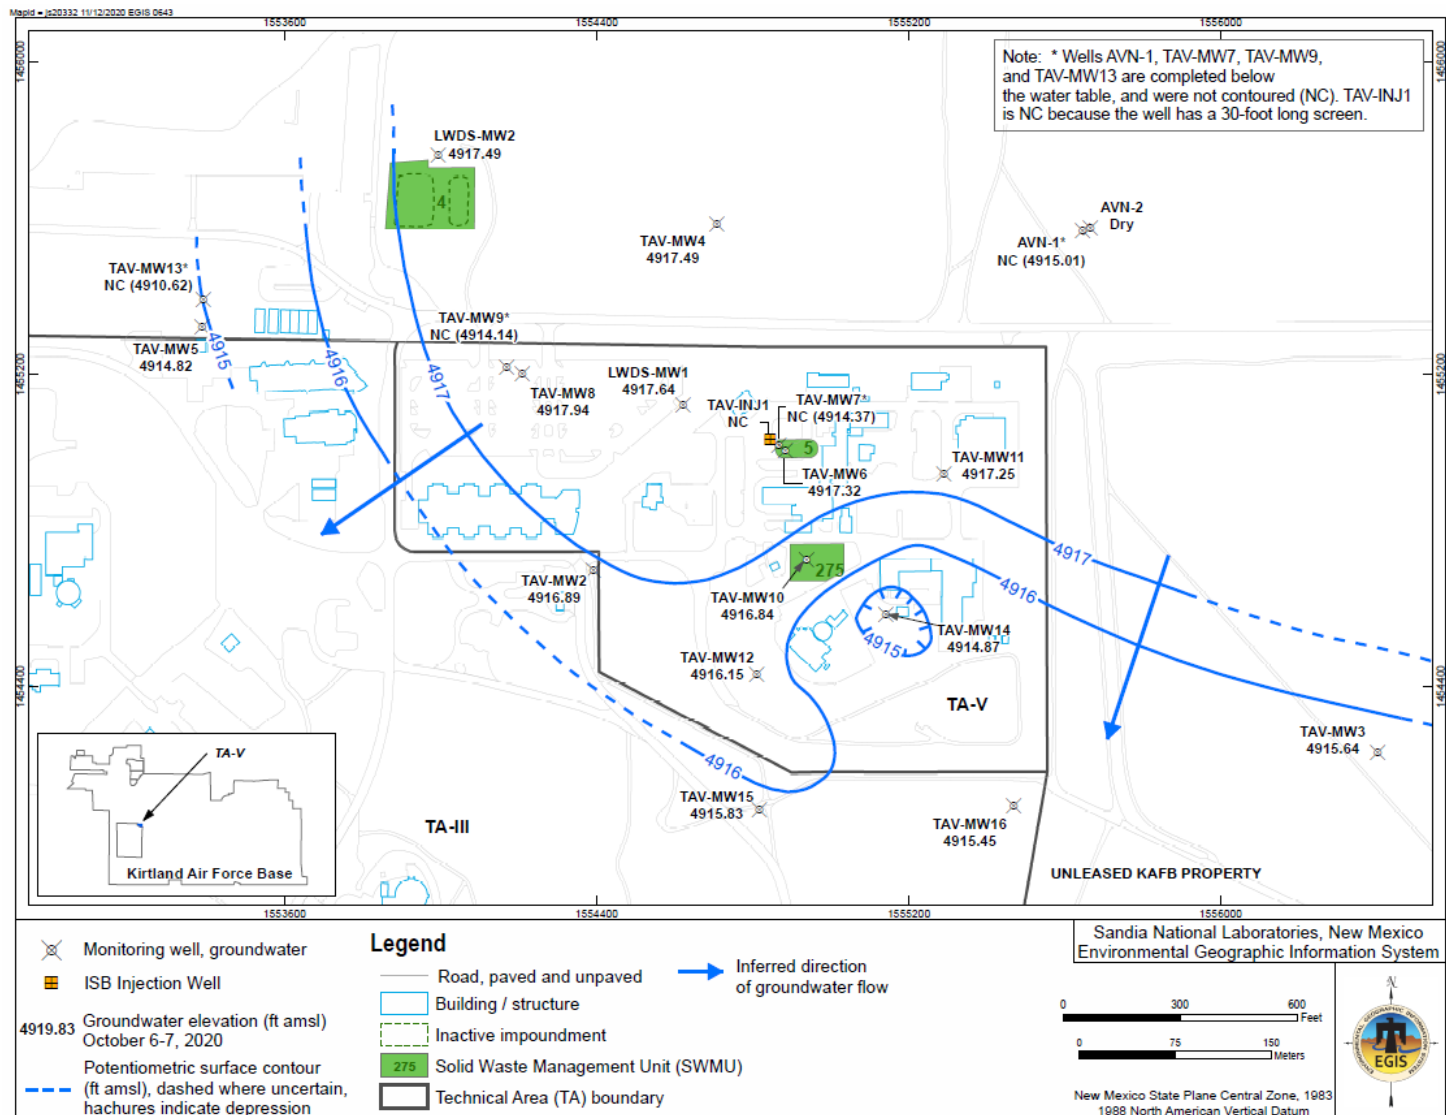 MapId = js20332 11/12/2020 EGIS 0643
1553600
1554400
1555200
1556000
1456000
1456000
Note: * Wells AVN-1, TAV-MW7, TAV-MW9,
and TAV-MW13 are completed below
the water table, and were not contoured (NC). TAV-INJ1
is NC because the well has a 30-foot long screen.
LWDS-MW2
4917.49
4
TAV-MW4
4917.49
AVN-2
Dry
AVN-1*
NC (4915.01)
TAV-MW13*
NC (4910.62)
TAV-MW9*
NC (4914.14)
TAV-MW5
4914.82
4915
4916
4917
1455200
1455200
TAV-MW8
4917.94
LWDS-MW1
4917.64
TAV-INJ1
NC
TAV-MW7*
NC (4914.37)
5
TAV-MW6
4917.32
TAV-MW11
4917.25
4917
4916
TAV-MW2
4916.89
275
TAV-MW10
4916.84
TAV-MW14
4914.87
4915
TAV-MW12
4916.15
TA-V
1454400
1454400
TAV-MW3
4915.64
4916
TAV-MW15
4915.83
TAV-MW16
4915.45
TA-III
UNLEASED KAFB PROPERTY
TA-V
Kirtland Air Force Base
1553600
1554400
1555200
1556000
Legend
Monitoring well, groundwater
ISB Injection Well
4919.83
Groundwater elevation (ft amsl)
October 6-7, 2020
Potentiometric surface contour
(ft amsl), dashed where uncertain,
hachures indicate depression
Road, paved and unpaved
Building / structure
Inactive impoundment
275
Solid Waste Management Unit (SWMU)
Technical Area (TA) boundary
Inferred direction
of groundwater flow
Sandia National Laboratories, New Mexico
Environmental Geographic Information System
0 300 600
Feet
0 75 150
Meters
N
ENVIRONMENTAL GEOGRAPHIC INFORMATION SYSTEM
EGIS
New Mexico State Plane Central Zone, 1983
1988 North American Vertical Datum